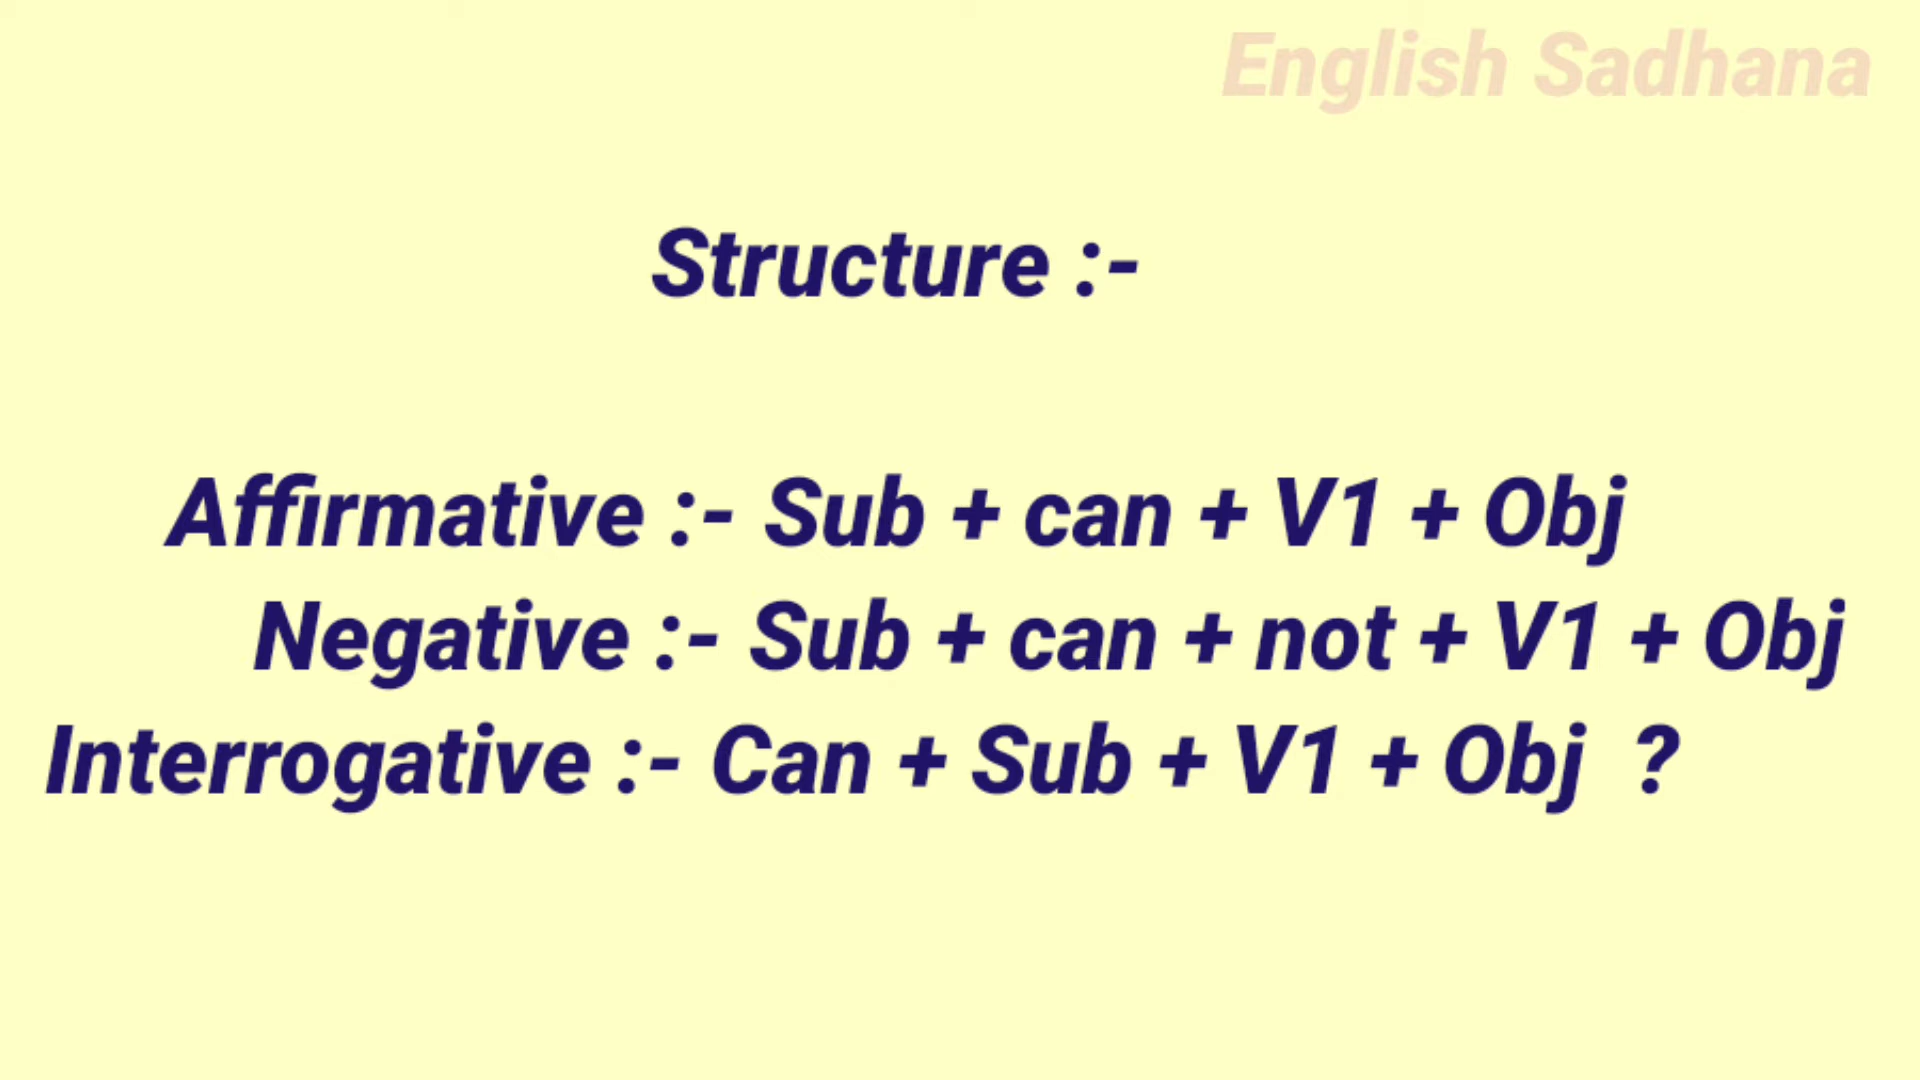 English Sadhana
Structure :-
Affirmative :- Sub + can + V1 + Obj
Negative :- Sub + can + not + V1 + Obj
Interrogative :- Can + Sub + V1 + Obj ?